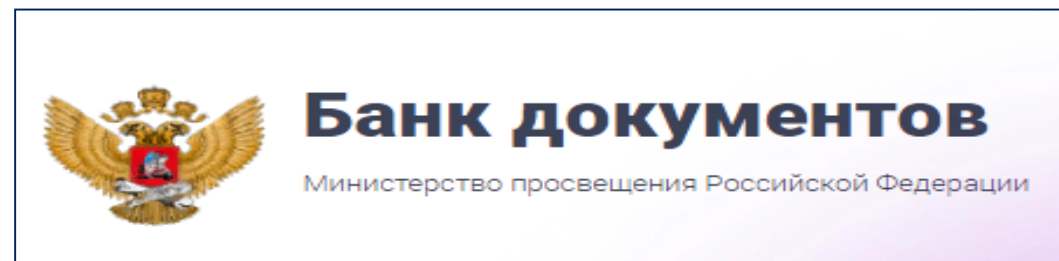 Банк документов
Министерство просвещения Российской Федерации